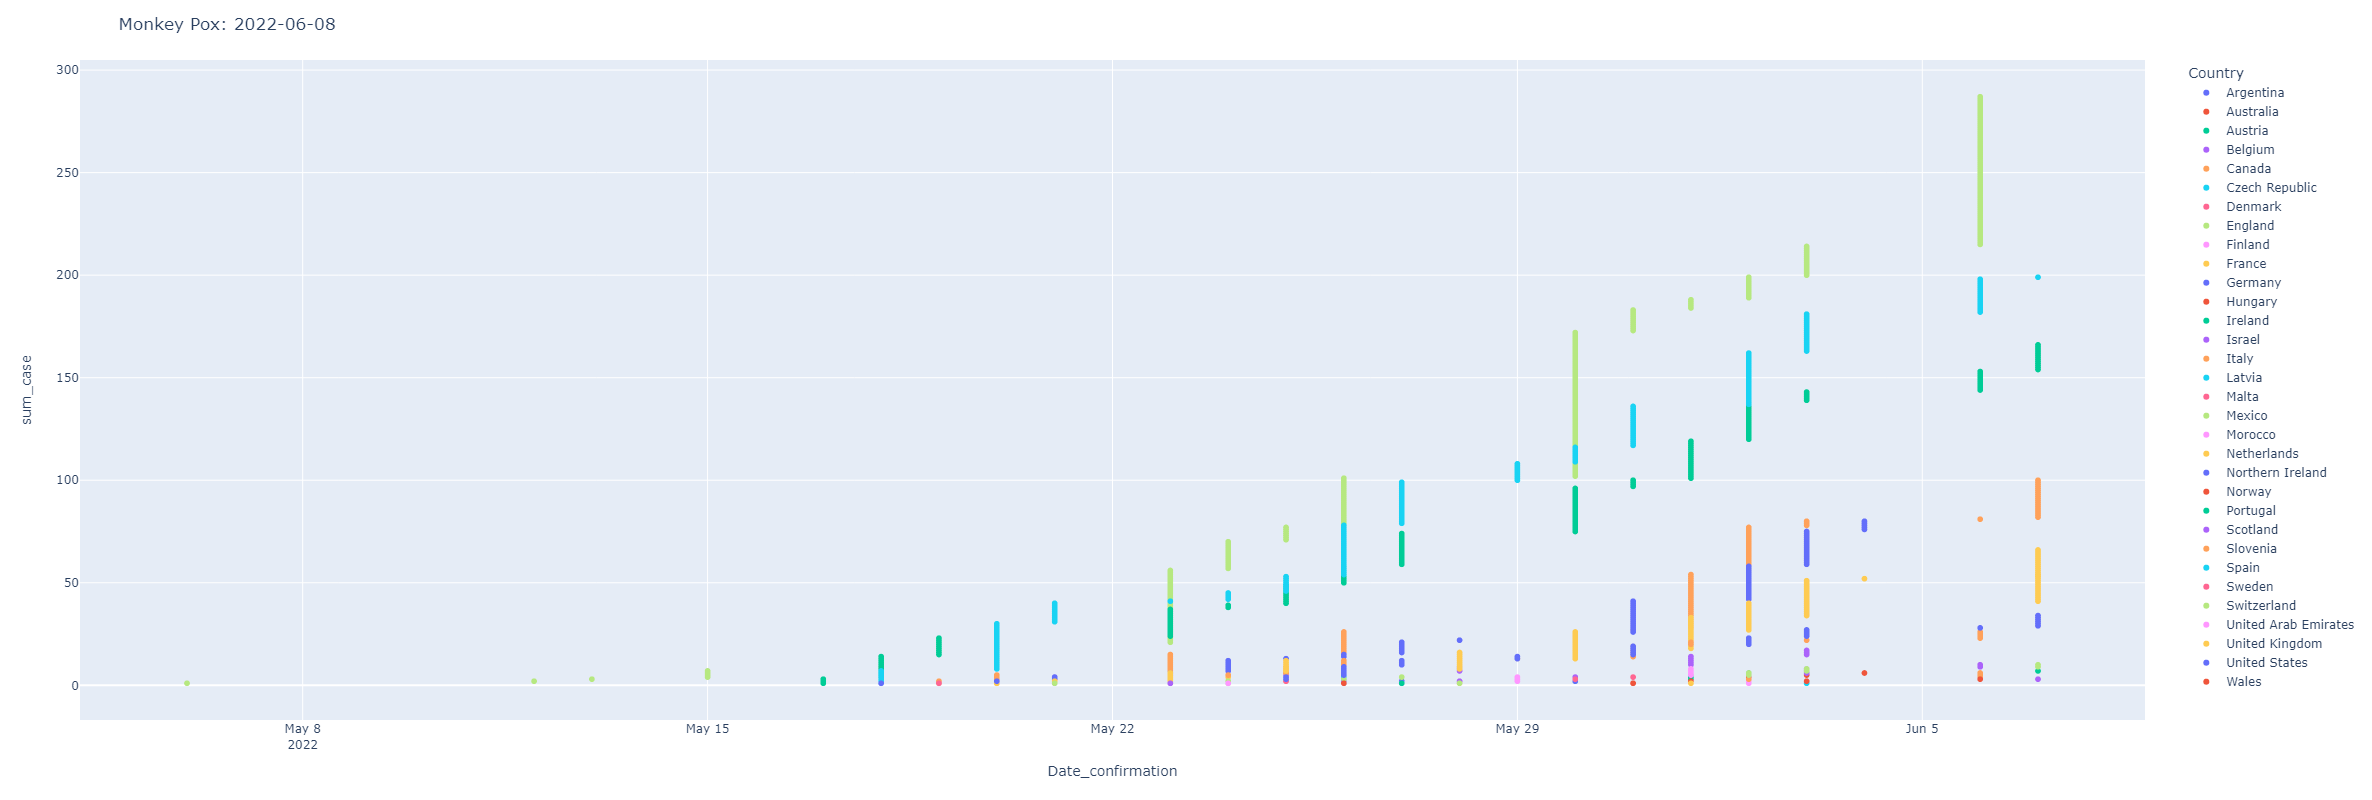 Monkey Pox: 2022-06-08
300
250
200
150
100
50
0
sum_case
May 8
2022
May 15
May 22
May 29
Jun 5
Date_confirmation
Country
Argentina
Australia
Austria
Belgium
Canada
Czech Republic
Denmark
England
Finland
France
Germany
Hungary
Ireland
Israel
Italy
Latvia
Malta
Mexico
Morocco
Netherlands
Northern Ireland
Norway
Portugal
Scotland
Slovenia
Spain
Sweden
Switzerland
United Arab Emirates
United Kingdom
United States
Wales